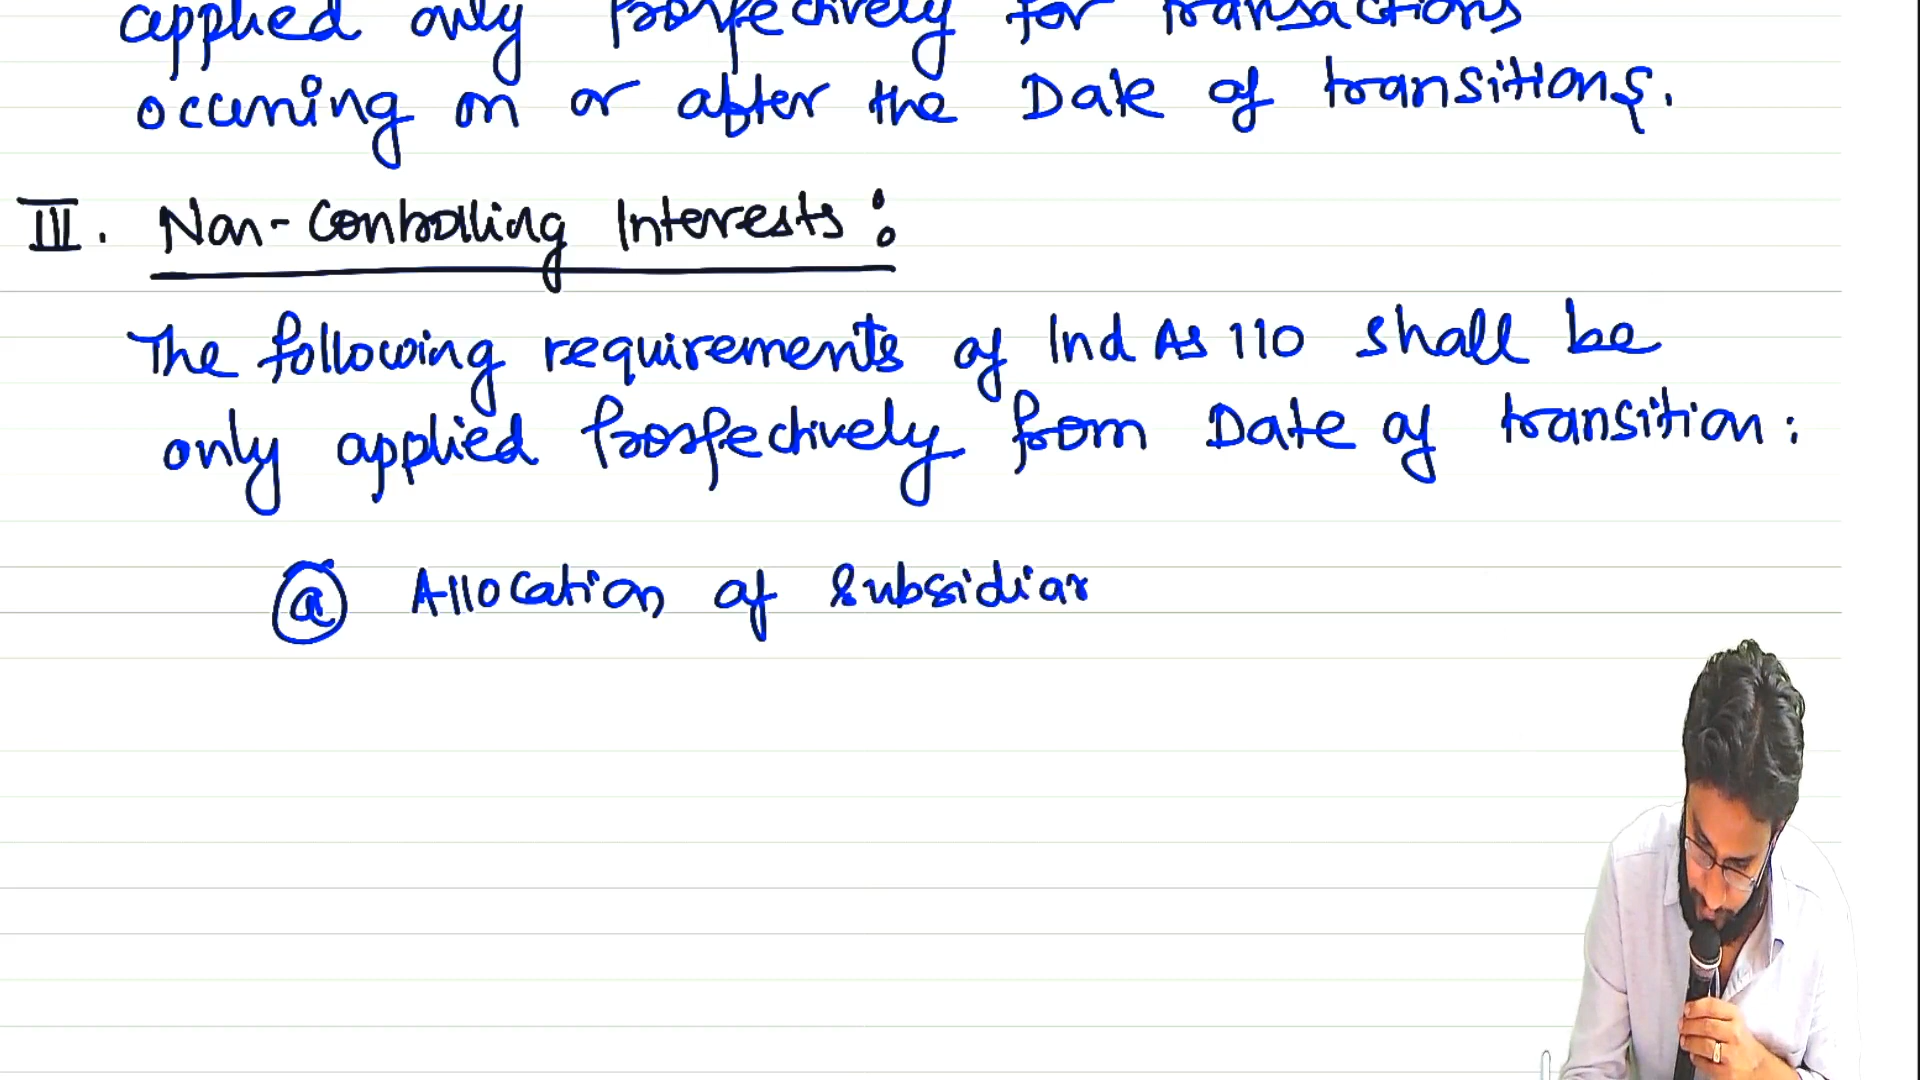 applied only prospectively for transactions
occurring on or after the Date of transitions.
III. Non-Controlling Interests :
The following requirements of Ind AS 110 shall be
only applied Prospectively from Date of transition :
(a) Allocation of Subsidiar